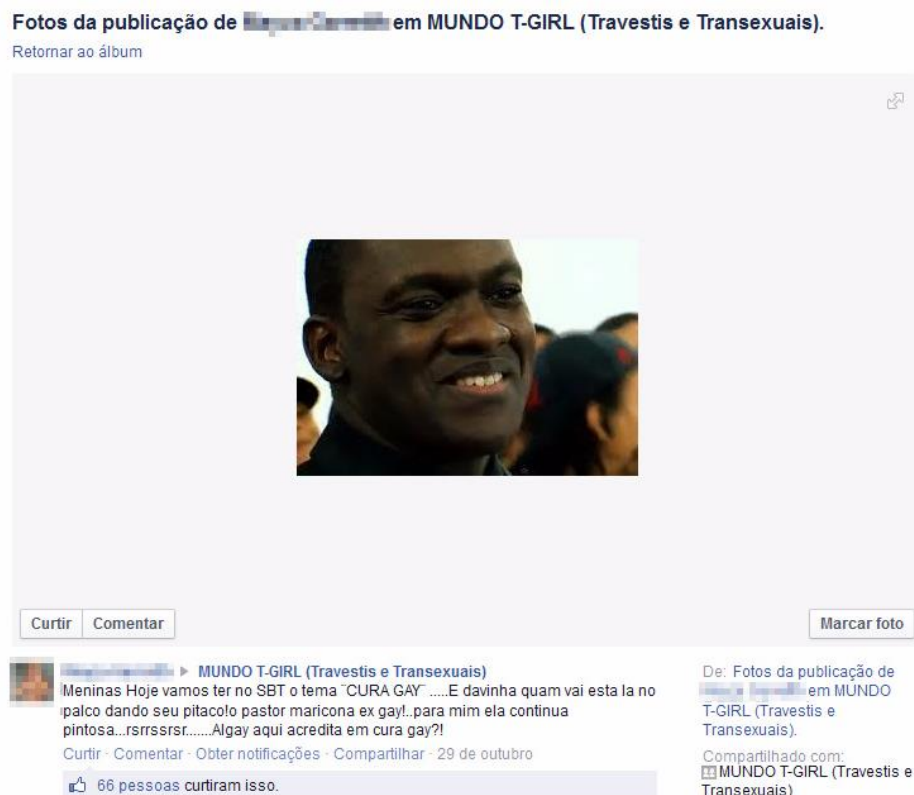 Fotos da publicação de em MUNDO T-GIRL (Travestis e Transexuais).
Retornar ao álbum
Curtir Comentar
Marcar foto
MUNDO T-GIRL (Travestis e Transexuais)
Meninas Hoje vamos ter no SBT o tema ¨CURA GAY¨ .....E davinha quam vai esta la no
palco dando seu pitaco!o pastor maricona ex gay!..para mim ela continua
pintosa...rsrrssrsr.......Algay aqui acredita em cura gay?!
Curtir · Comentar · Obter notificações · Compartilhar · 29 de outubro
66 pessoas curtiram isso.
De: Fotos da publicação de
em MUNDO
T-GIRL (Travestis e
Transexuais).
Compartilhado com:
MUNDO T-GIRL (Travestis e
Transexuais)